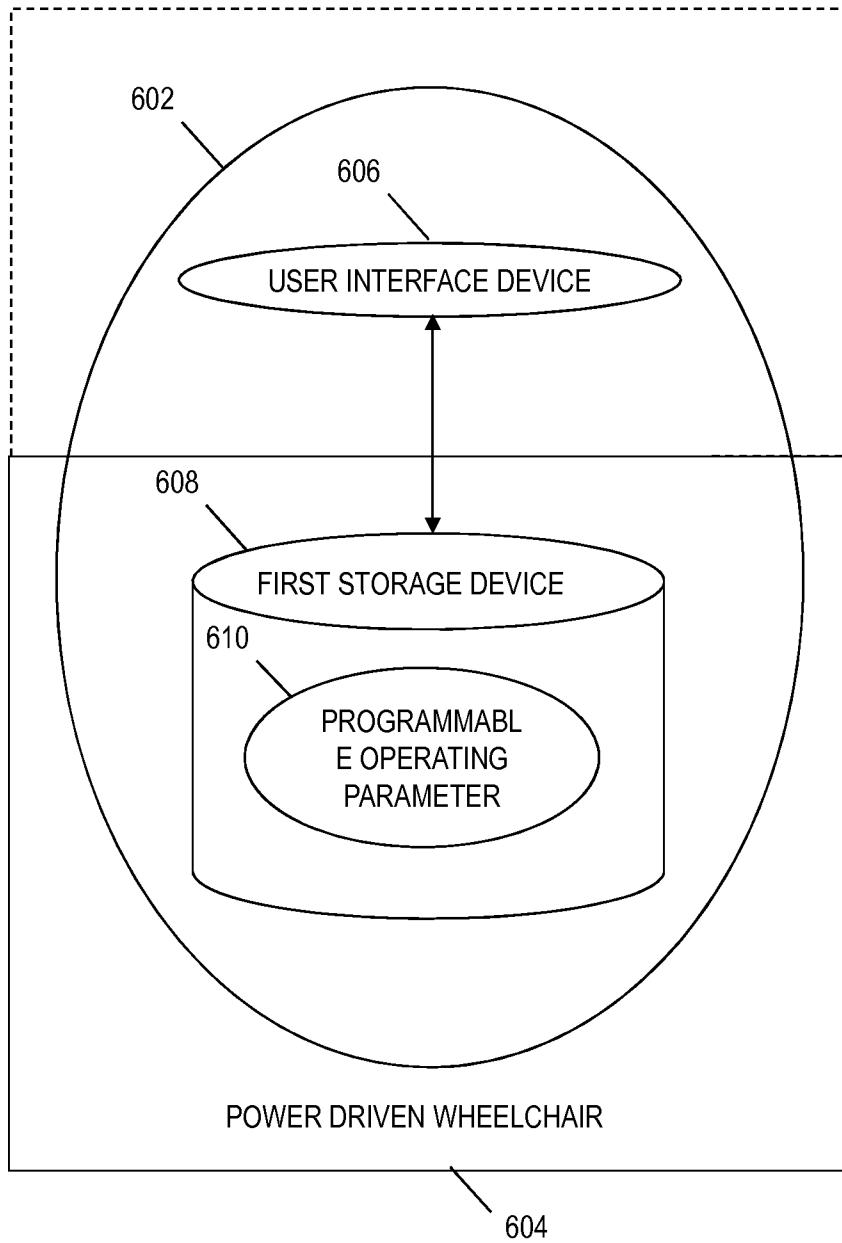 602
606
USER INTERFACE DEVICE
608
FIRST STORAGE DEVICE
610
PROGRAMMABL
E OPERATING
PARAMETER
POWER DRIVEN WHEELCHAIR
604